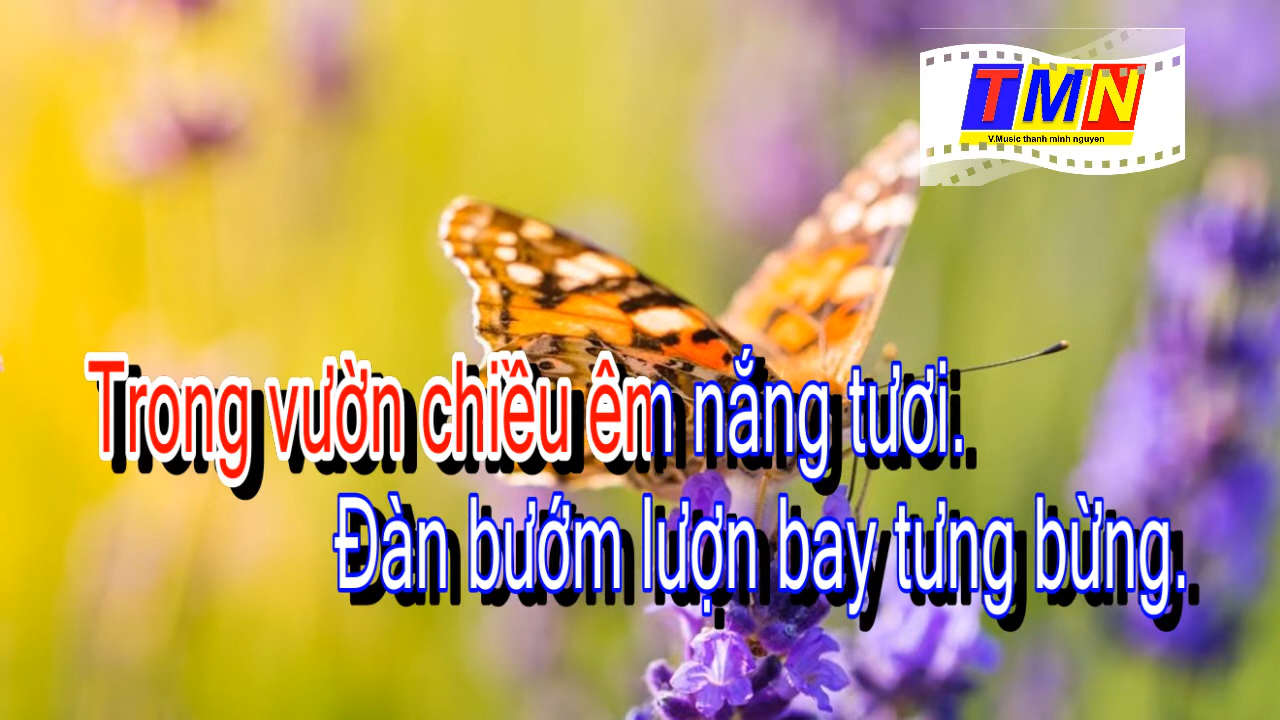 TMN
V.Music thanh minh nguyen
Trong vườn chiều êm nắng tươi.
Đàn bướm lượn bay tưng bừng.